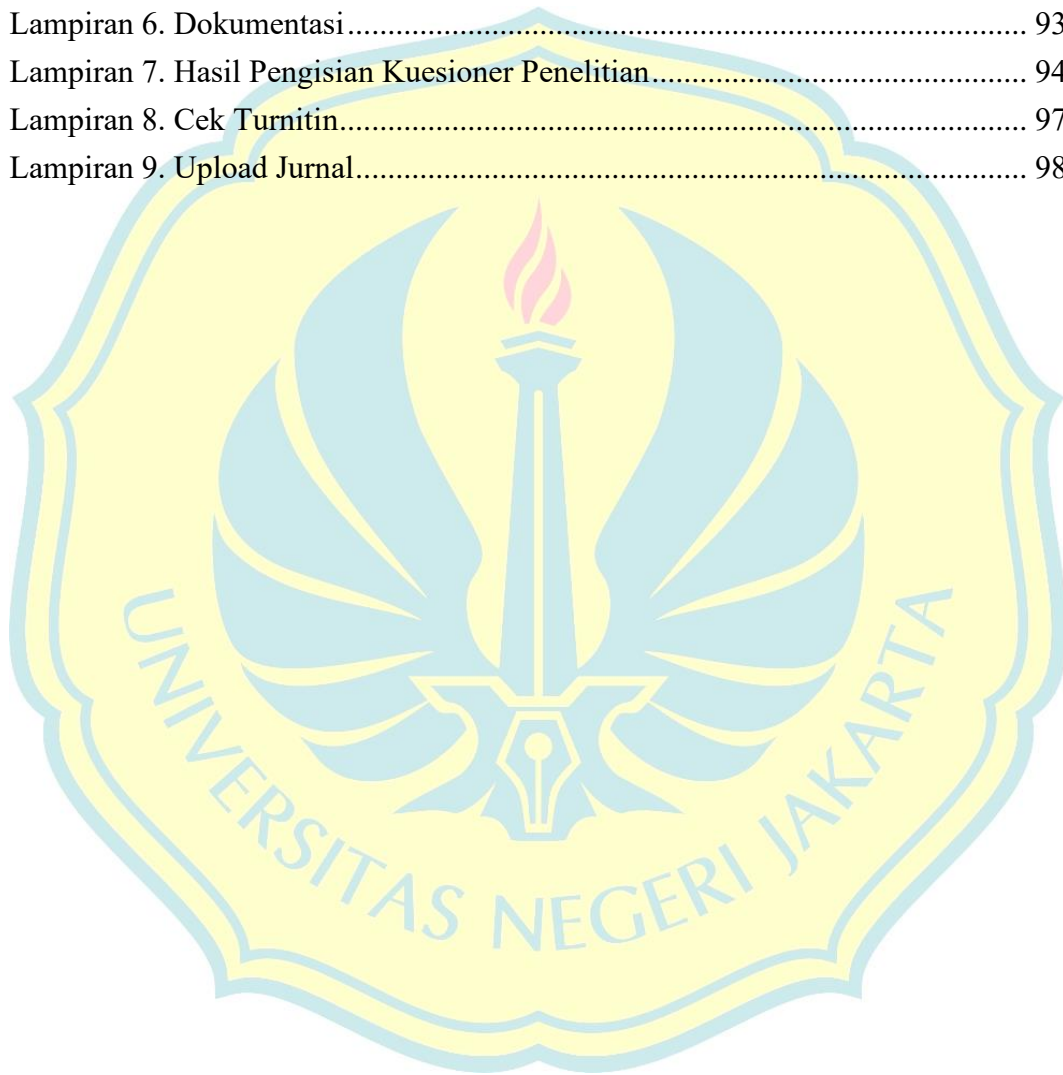 Lampiran 6. Dokumentasi........................................................................................ 93
Lampiran 7. Hasil Pengisian Kuesioner Penelitian................................................. 94
Lampiran 8. Cek Turnitin......................................................................................... 97
Lampiran 9. Upload Jurnal....................................................................................... 98
UNIVERSITAS NEGERI JAKARTA